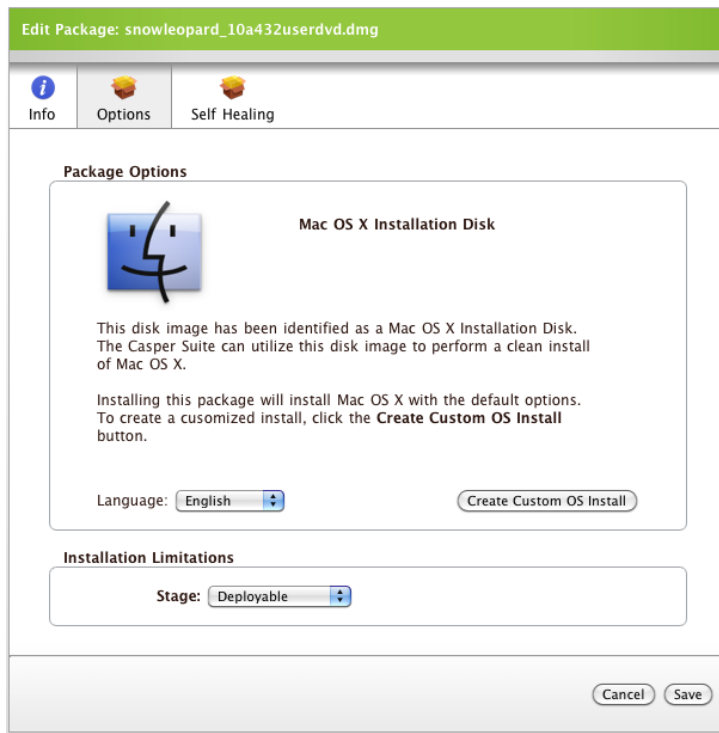 Edit Package: snowleopard_10a432userdvd.dmg
Info
Options
Self Healing
Package Options
Mac OS X Installation Disk
This disk image has been identified as a Mac OS X Installation Disk.
The Casper Suite can utilize this disk image to perform a clean install
of Mac OS X.
Installing this package will install Mac OS X with the default options.
To create a cusomized install, click the Create Custom OS Install
button.
Language: English
Create Custom OS Install
Installation Limitations
Stage: Deployable
Cancel
Save